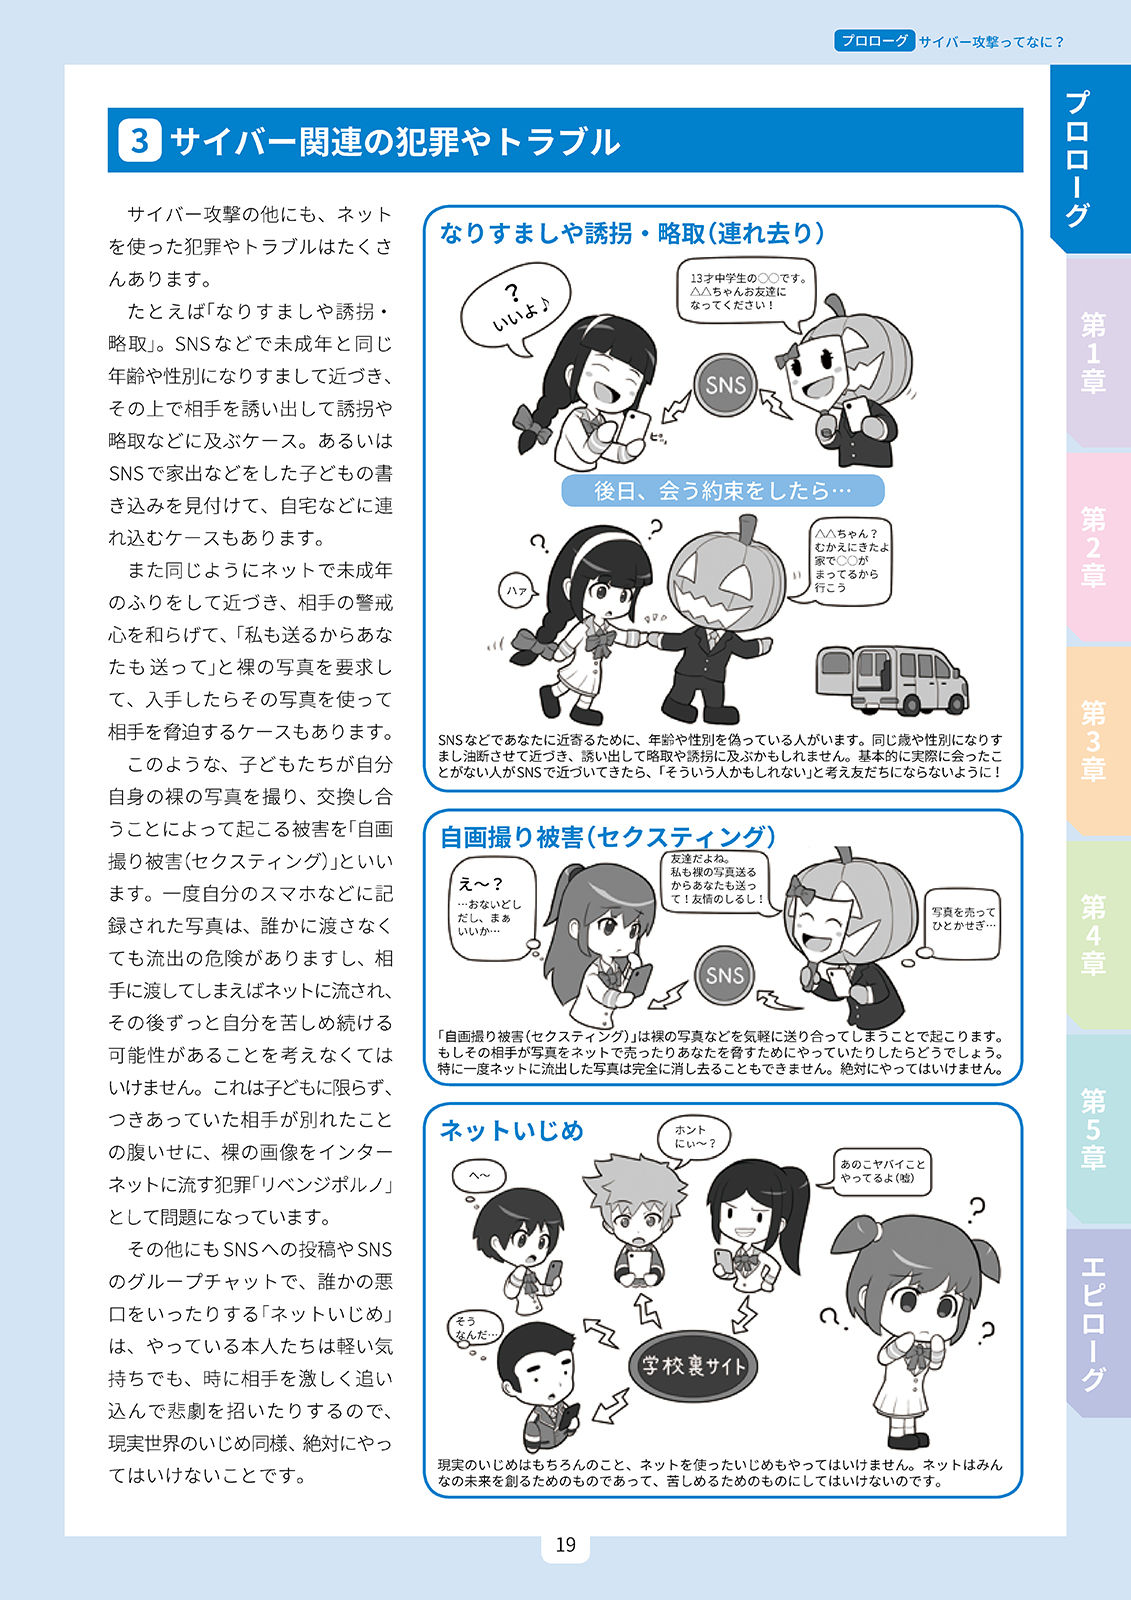 プロローグ サイバー攻撃ってなに？
3 サイバー関連の犯罪やトラブル
サイバー攻撃の他にも、ネット
を使った犯罪やトラブルはたくさ
んあります。
たとえば「なりすましや誘拐・
略取」。SNSなどで未成年と同じ
年齢や性別になりすまして近づき、
その上で相手を誘い出して誘拐や
略取などに及ぶケース。あるいは
SNSで家出などをした子どもの書
き込みを見付けて、自宅などに連
れ込むケースもあります。
また同じようにネットで未成年
のふりをして近づき、相手の警戒
心を和らげて、「私も送るからあな
たも送って」と裸の写真を要求し
て、入手したらその写真を使って
相手を脅迫するケースもあります。
このような、子どもたちが自分
自身の裸の写真を撮り、交換し合
うことによって起こる被害を「自画
撮り被害（セクスティング）」といい
ます。一度自分のスマホなどに記
録された写真は、誰かに渡さなく
ても流出の危険がありますし、相
手に渡してしまえばネットに流され、
その後ずっと自分を苦しめ続ける
可能性があることを考えなくては
いけません。これは子どもに限らず、
つきあっていた相手が別れたこと
の腹いせに、裸の画像をインター
ネットに流す犯罪「リベンジポルノ」
として問題になっています。
その他にもSNSへの投稿やSNS
のグループチャットで、誰かの悪
口をいったりする「ネットいじめ」
は、やっている本人たちは軽い気
持ちでも、時に相手を激しく追い
込んで悲劇を招いたりするので、
現実世界のいじめ同様、絶対にやっ
てはいけないことです。
なりすましや誘拐・略取（連れ去り）
？
いいよ♪
13才中学生の○○です。
△△ちゃんお友達に
なってください！
SNS
ピッ
後日、会う約束をしたら…
？
？
ハァ
△△ちゃん？
むかえにきたよ
家で○○が
まってるから
行こう
SNSなどであなたに近寄るために、年齢や性別を偽っている人がいます。同じ歳や性別になりす
まし油断させて近づき、誘い出して略取や誘拐に及ぶかもしれません。基本的に実際に会ったこ
とがない人がSNSで近づいてきたら、「そういう人かもしれない」と考え友だちにならないように！
自画撮り被害（セクスティング）
え～？
…おないどし
だし、まぁ
いいか…
友達だよね。
私も裸の写真送る
からあなたも送っ
て！友情のしるし！
SNS
写真を売って
ひとかせぎ…
「自画撮り被害（セクスティング）」は裸の写真などを気軽に送り合ってしまうことで起こります。
もしその相手が写真をネットで売ったりあなたを脅すためにやっていたりしたらどうでしょう。
特に一度ネットに流出した写真は完全に消し去ることもできません。絶対にやってはいけません。
ネットいじめ
へ～
ホント
にぃ～？
あのこヤバイこと
やってるよ（嘘）
そう
なんだ…
学校裏サイト
？
？
？
現実のいじめはもちろんのこと、ネットを使ったいじめもやってはいけません。ネットはみん
なの未来を創るためのものであって、苦しめるためのものにしてはいけないのです。
プロローグ
第1章
第2章
第3章
第4章
第5章
エピローグ
19